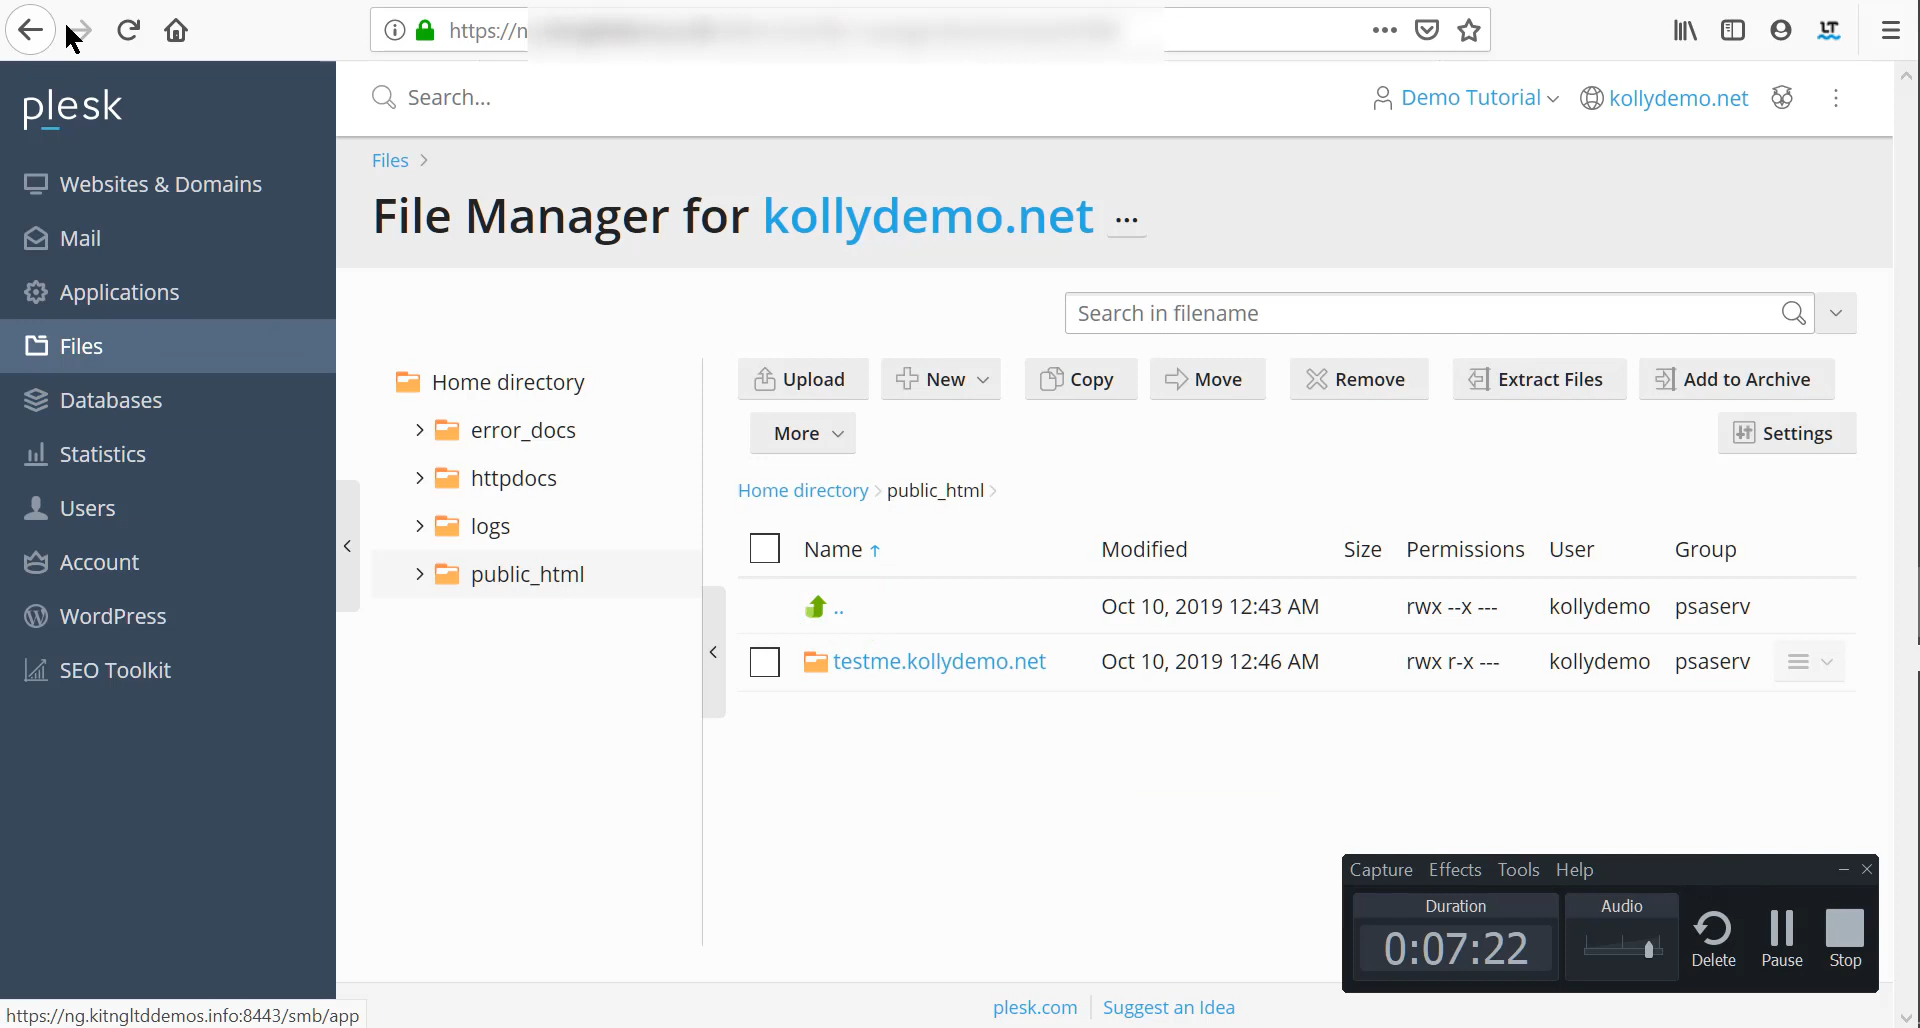 https://n
plesk
Search...
Demo Tutorial
kollydemo.net
Websites & Domains
Mail
Applications
Files
Databases
Statistics
Users
Account
WordPress
SEO Toolkit
Files >
File Manager for kollydemo.net ...
Search in filename
Home directory
error_docs
httpdocs
logs
public_html
Upload
New
Copy
Move
Remove
Extract Files
Add to Archive
More
Settings
Home directory > public_html >
Name ↑ Modified Size Permissions User Group
.. Oct 10, 2019 12:43 AM rwx --x --- kollydemo psaserv
testme.kollydemo.net Oct 10, 2019 12:46 AM rwx r-x --- kollydemo psaserv
Capture Effects Tools Help
Duration
Audio
0:07:22
Delete
Pause
Stop
plesk.com
Suggest an Idea
https://ng.kitngltddemos.info:8443/smb/app
LT